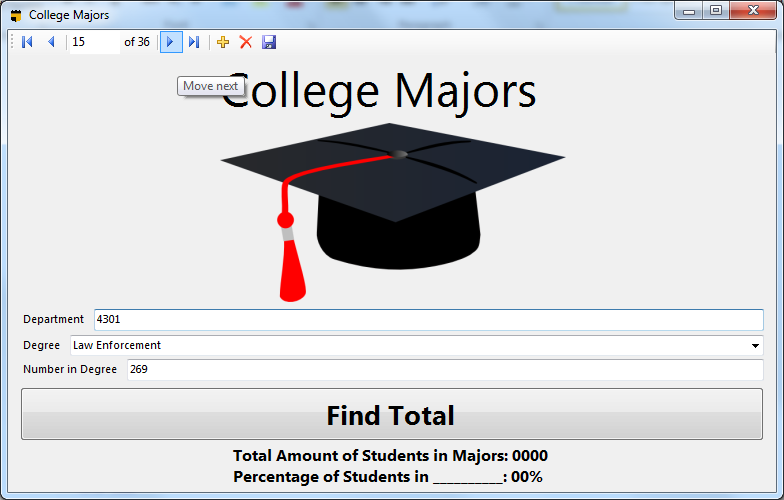 College Majors
15 of 36
Move next
College Majors
Department 4301
Degree Law Enforcement
Number in Degree 269
Find Total
Total Amount of Students in Majors: 0000
Percentage of Students in __________: 00%